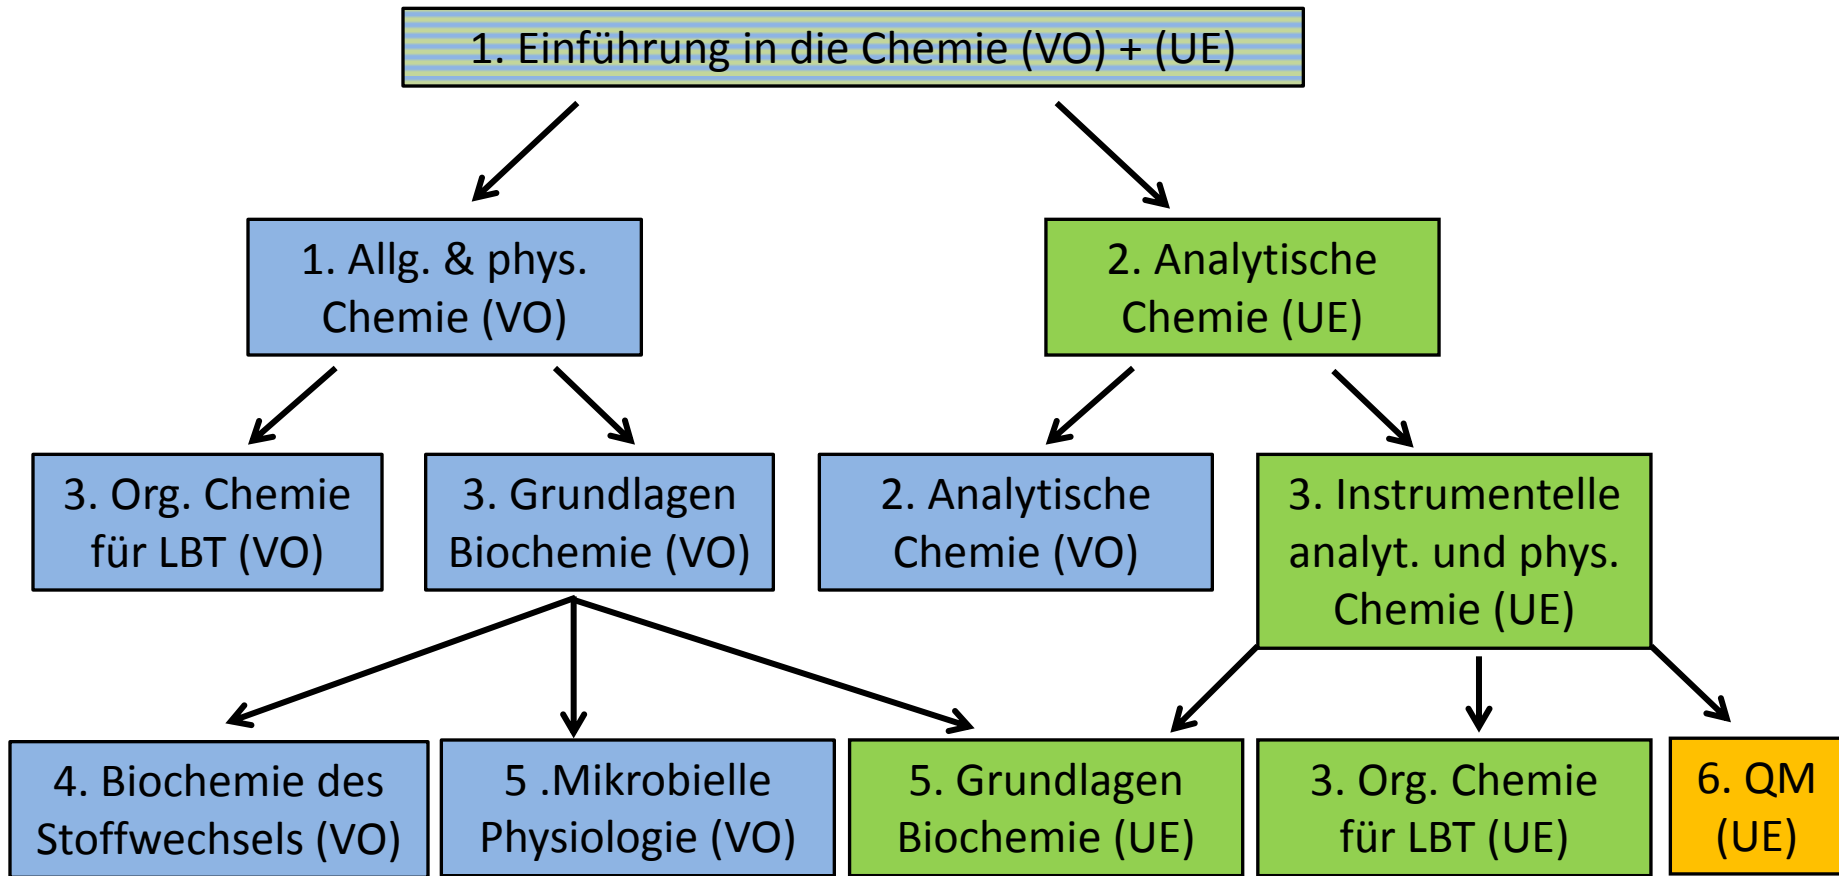 1. Einführung in die Chemie (VO) + (UE)
1. Allg. & phys.
Chemie (VO)
2. Analytische
Chemie (UE)
3. Org. Chemie
für LBT (VO)
3. Grundlagen
Biochemie (VO)
2. Analytische
Chemie (VO)
3. Instrumentelle
analyt. und phys.
Chemie (UE)
4. Biochemie des
Stoffwechsels (VO)
5 .Mikrobielle
Physiologie (VO)
5. Grundlagen
Biochemie (UE)
3. Org. Chemie
für LBT (UE)
6. QM
(UE)